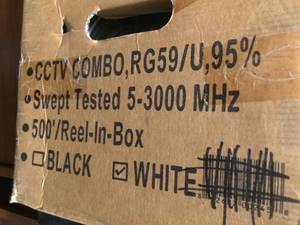 • CCTV COMBO,RG59/U,95%
• Swept Tested 5-3000 MHz
• 500'/Reel-In-Box
• ☐ BLACK ☑ WHITE